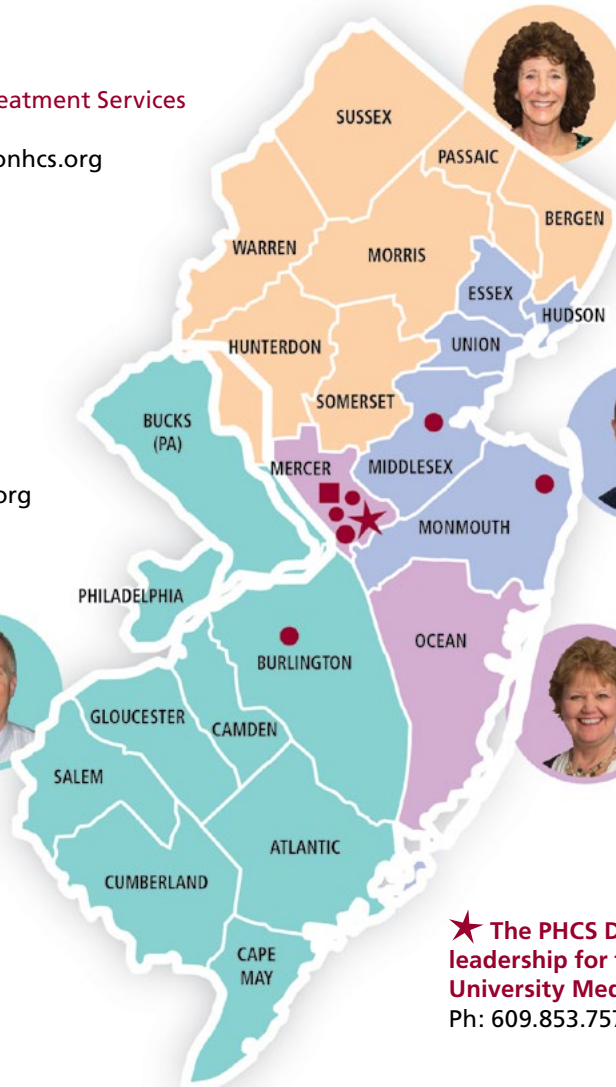 eatment Services
onhcs.org
SUSSEX
PASSAIC
BERGEN
WARREN
MORRIS
ESSEX
HUDSON
HUNTERDON
UNION
SOMERSET
BUCKS
(PA)
MERCER
MIDDLESEX
org
MONMOUTH
PHILADELPHIA
OCEAN
BURLINGTON
GLOUCESTER
CAMDEN
SALEM
ATLANTIC
CUMBERLAND
CAPE
MAY
The PHCS D
leadership for
University Med
Ph: 609.853.757